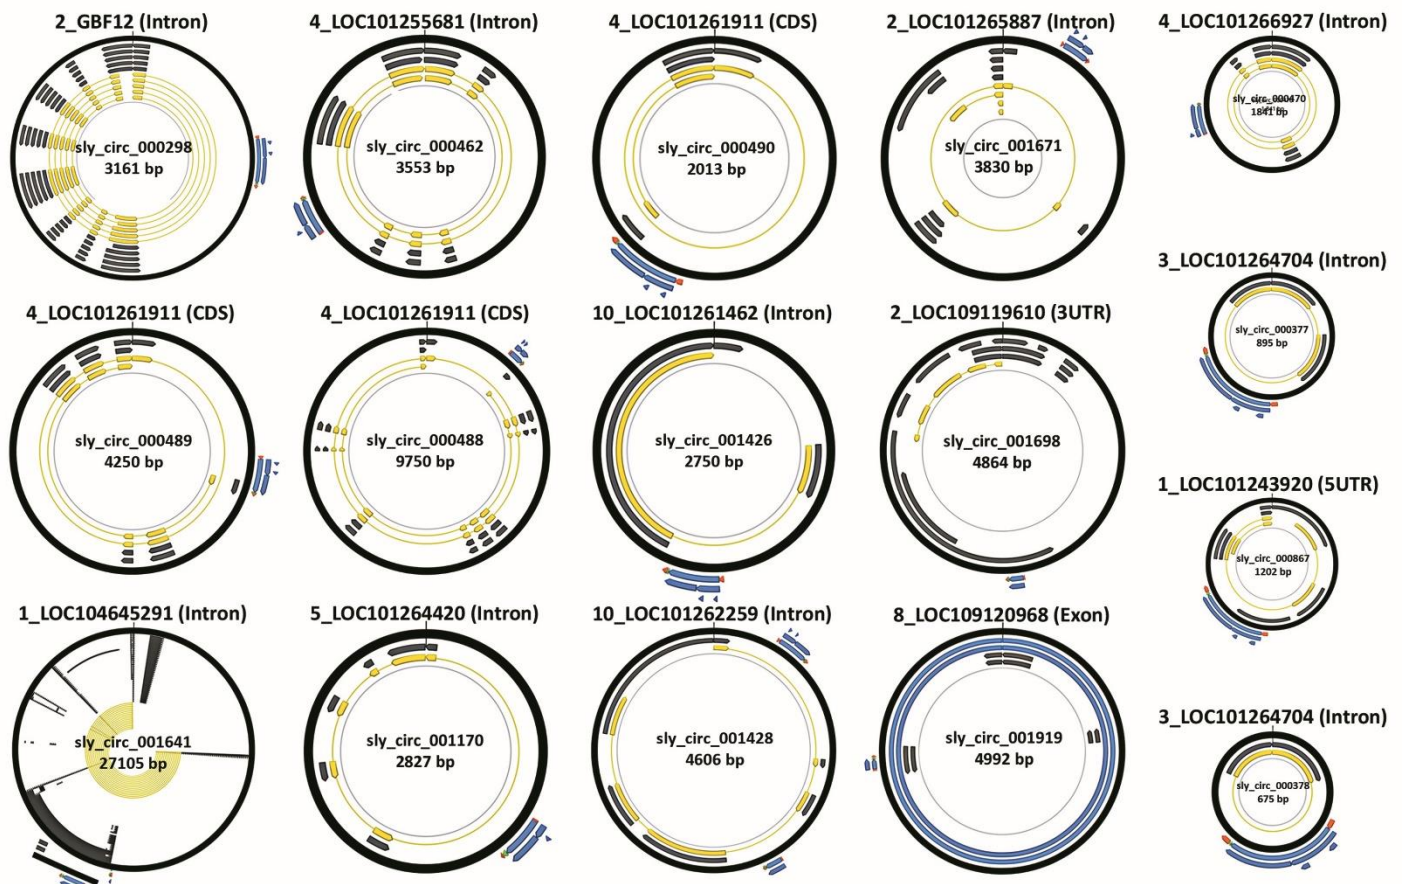 2_GBF12 (Intron)
sly_circ_000298
3161 bp
4_LOC101255681 (Intron)
sly_circ_000462
3553 bp
4_LOC101261911 (CDS)
sly_circ_000490
2013 bp
2_LOC101265887 (Intron)
sly_circ_001671
3830 bp
4_LOC101266927 (Intron)
sly_circ_000470
1841 bp
3_LOC101264704 (Intron)
sly_circ_000377
895 bp
4_LOC101261911 (CDS)
sly_circ_000489
4250 bp
4_LOC101261911 (CDS)
sly_circ_000488
9750 bp
10_LOC101261462 (Intron)
sly_circ_001426
2750 bp
2_LOC109119610 (3UTR)
sly_circ_001698
4864 bp
1_LOC101243920 (5UTR)
sly_circ_000867
1202 bp
1_LOC104645291 (Intron)
sly_circ_001641
27105 bp
5_LOC101264420 (Intron)
sly_circ_001170
2827 bp
10_LOC101262259 (Intron)
sly_circ_001428
4606 bp
8_LOC109120968 (Exon)
sly_circ_001919
4992 bp
3_LOC101264704 (Intron)
sly_circ_000378
675 bp